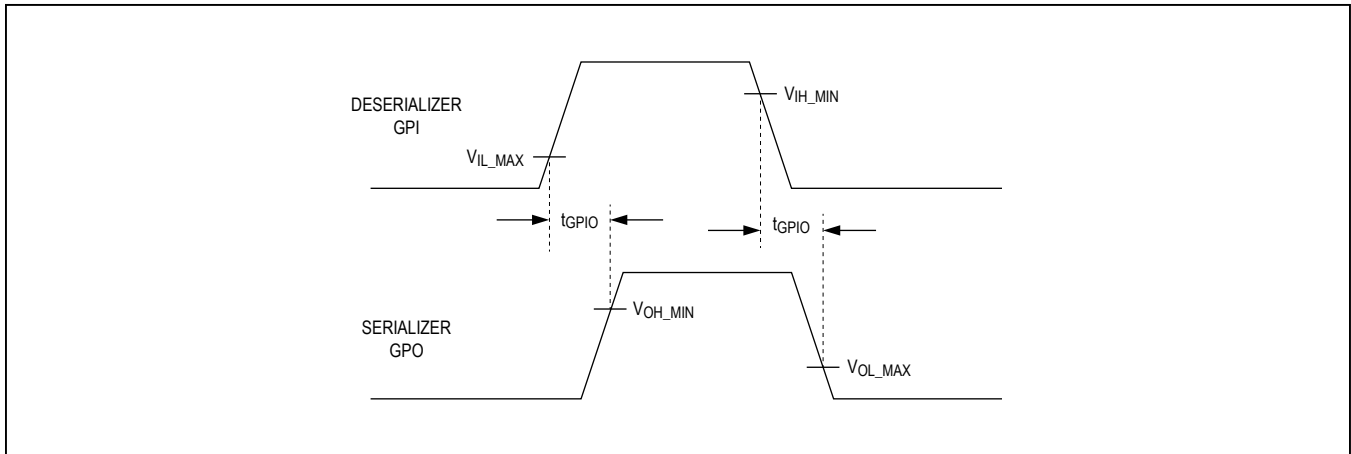 DESERIALIZER
GPI
VIH_MIN
VIL_MAX
tGPIO
tGPIO
SERIALIZER
GPO
VOH_MIN
VOL_MAX